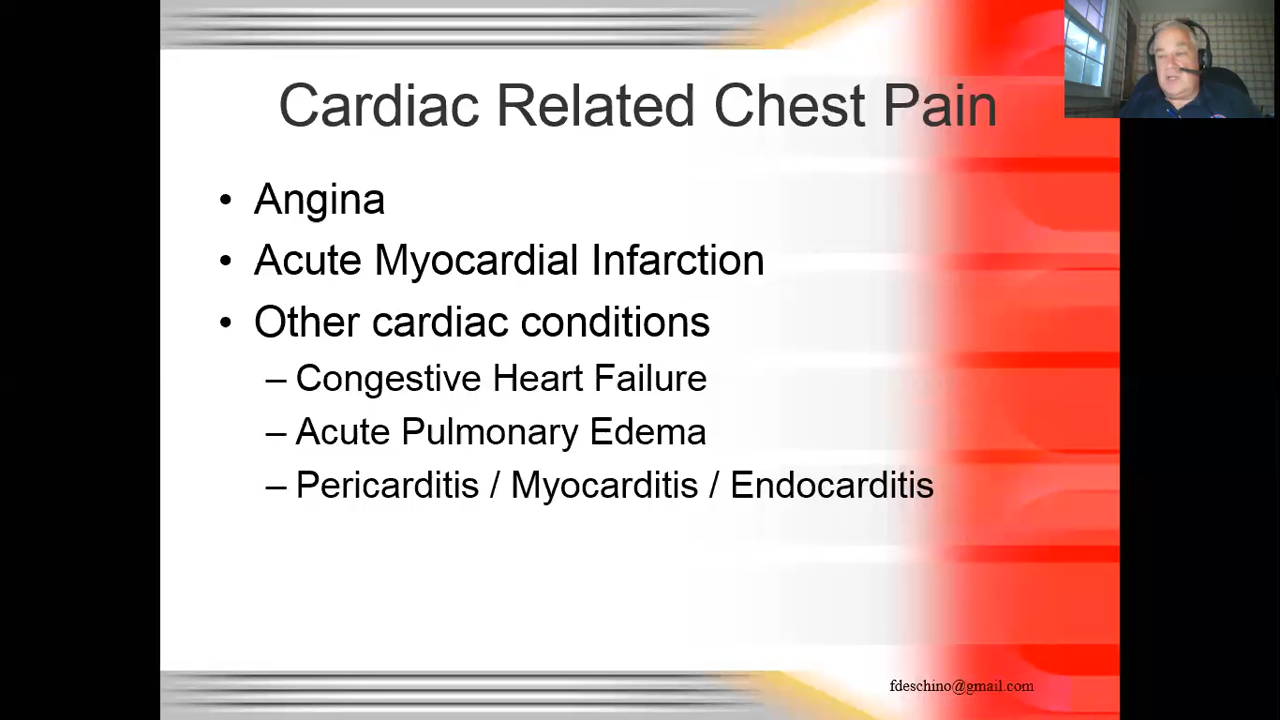 Cardiac Related Chest Pain
• Angina
• Acute Myocardial Infarction
• Other cardiac conditions
– Congestive Heart Failure
– Acute Pulmonary Edema
– Pericarditis / Myocarditis / Endocarditis
fdeschino@gmail.com